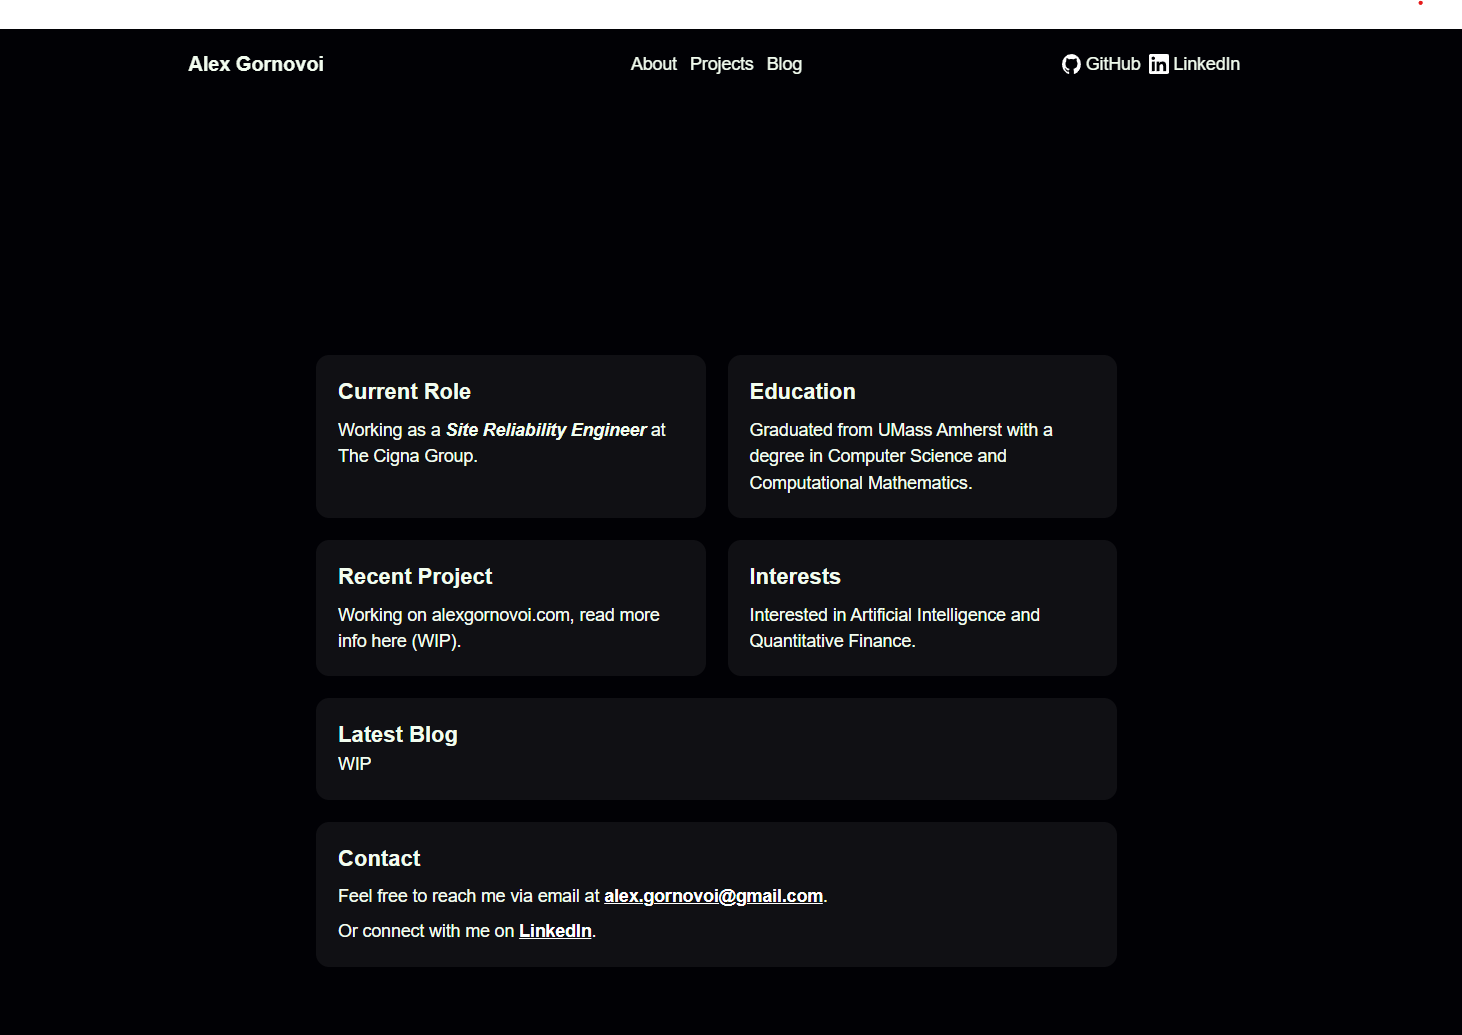 Alex Gornovoi
About Projects Blog
GitHub LinkedIn
Current Role
Working as a Site Reliability Engineer at
The Cigna Group.
Education
Graduated from UMass Amherst with a
degree in Computer Science and
Computational Mathematics.
Recent Project
Working on alexgornovoi.com, read more
info here (WIP).
Interests
Interested in Artificial Intelligence and
Quantitative Finance.
Latest Blog
WIP
Contact
Feel free to reach me via email at alex.gornovoi@gmail.com.
Or connect with me on LinkedIn.